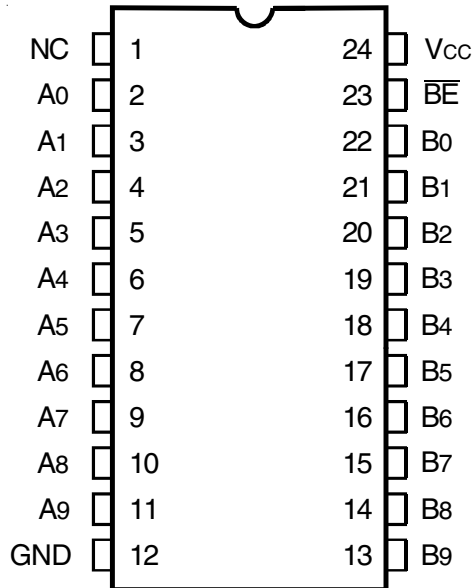 NC 1 24 VCC
A0 2 23 BE
A1 3 22 B0
A2 4 21 B1
A3 5 20 B2
A4 6 19 B3
A5 7 18 B4
A6 8 17 B5
A7 9 16 B6
A8 10 15 B7
A9 11 14 B8
GND 12 13 B9